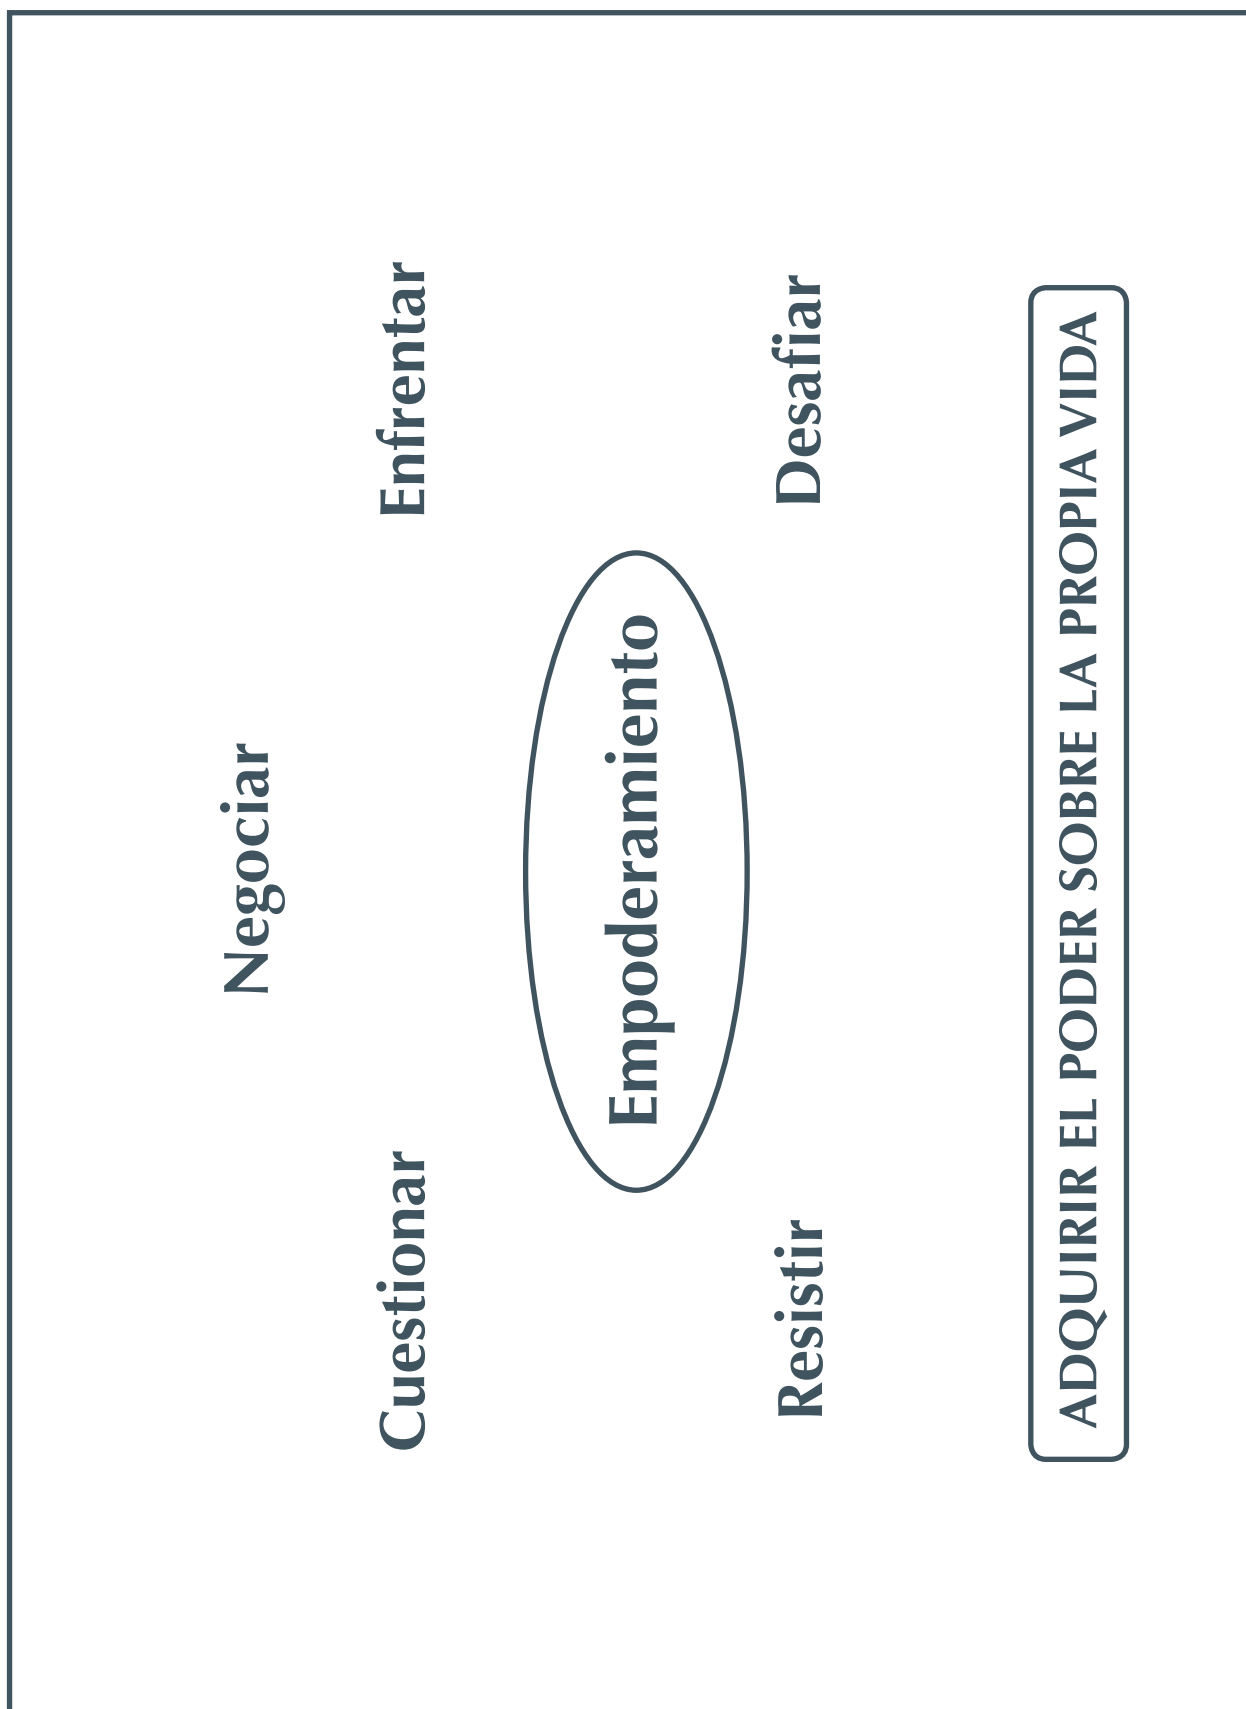 Negociar
Cuestionar
Enfrentar
Empoderamiento
Resistir
Desafiar
ADQUIRIR EL PODER SOBRE LA PROPIA VIDA